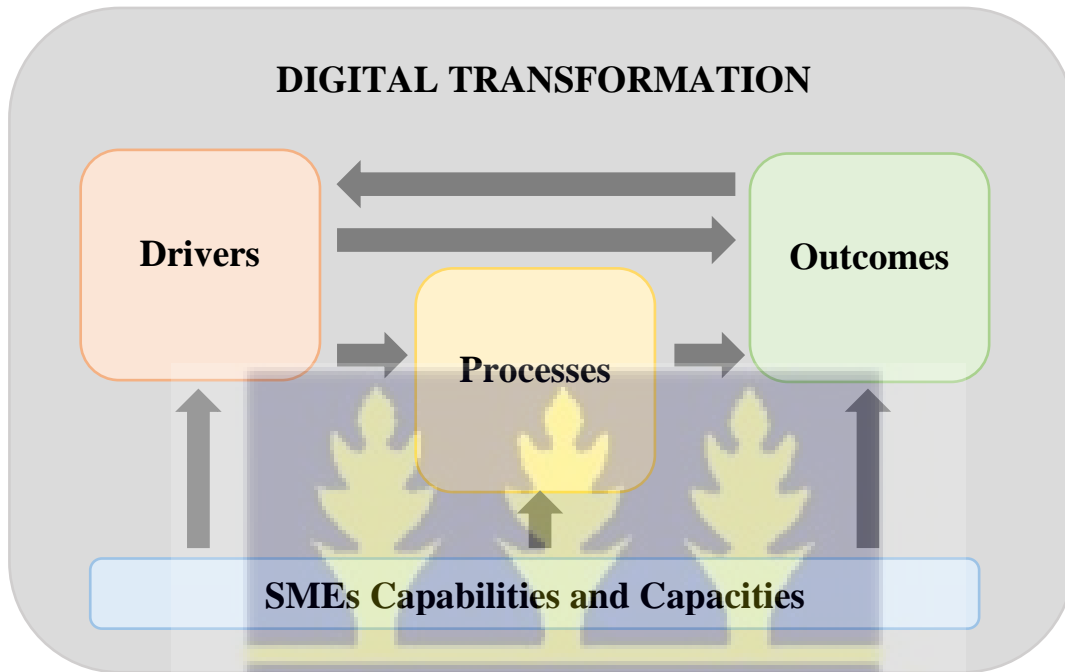 DIGITAL TRANSFORMATION
Drivers
Outcomes
Processes
SMEs Capabilities and Capacities